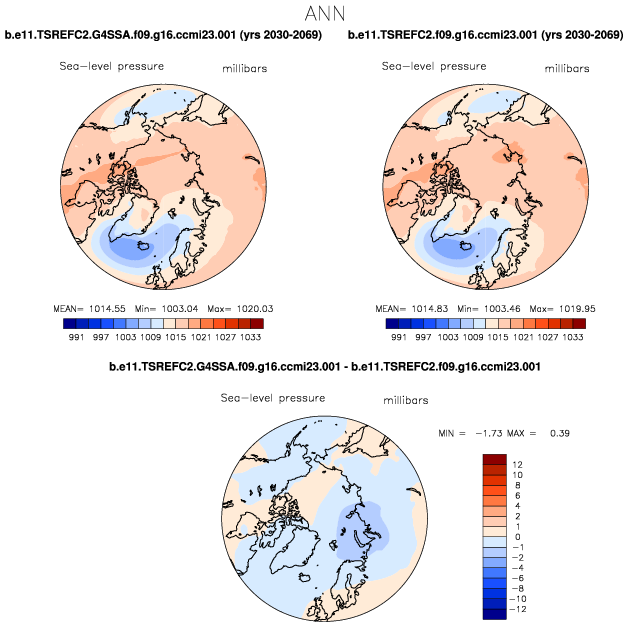 ANN
b.e11.TSREFC2.G4SSA.f09.g16.ccmi23.001 (yrs 2030-2069) b.e11.TSREFC2.f09.g16.ccmi23.001 (yrs 2030-2069)
Sea-level pressure millibars Sea-level pressure millibars
MEAN= 1014.55 Min= 1003.04 Max= 1020.03 MEAN= 1014.83 Min= 1003.46 Max= 1019.95
991 997 1003 1009 1015 1021 1027 1033 991 997 1003 1009 1015 1021 1027 1033
b.e11.TSREFC2.G4SSA.f09.g16.ccmi23.001 - b.e11.TSREFC2.f09.g16.ccmi23.001
Sea-level pressure millibars
MIN = -1.73 MAX = 0.39
12
10
8
6
4
2
1
0
-1
-2
-4
-6
-8
-10
-12